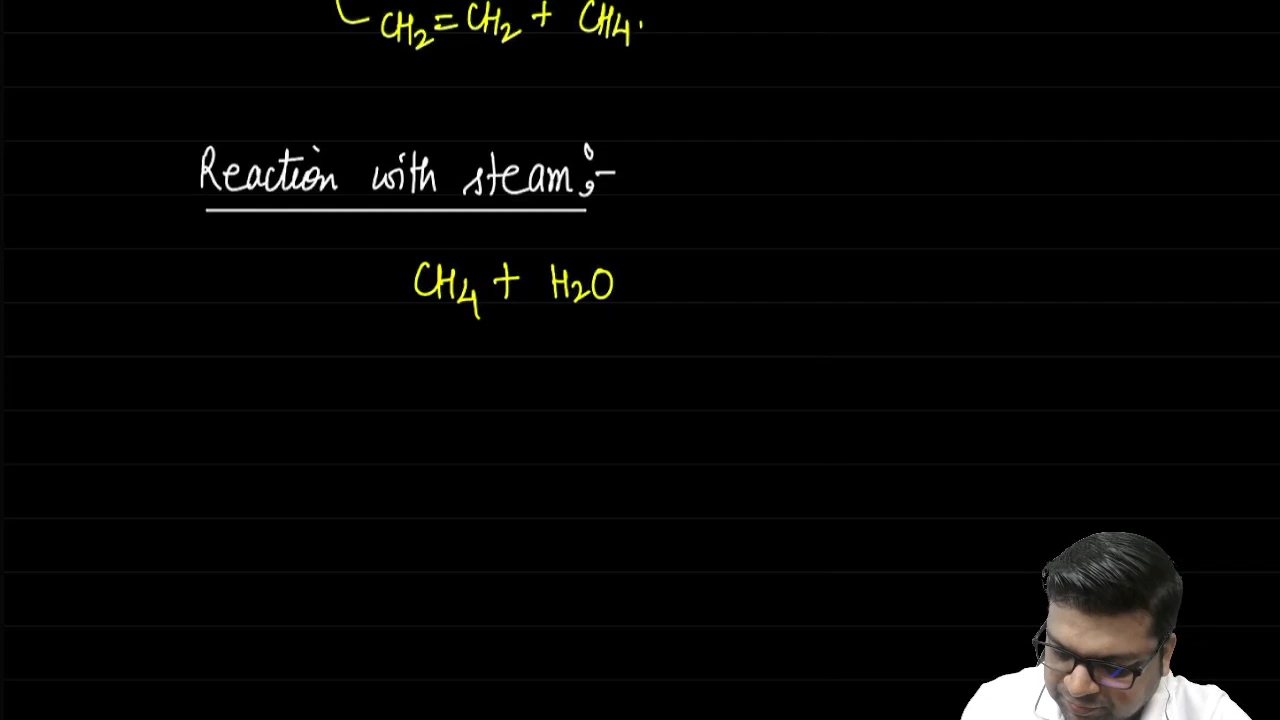 CH2=CH2 + CH4.
Reaction with steam:-
CH4 + H2O